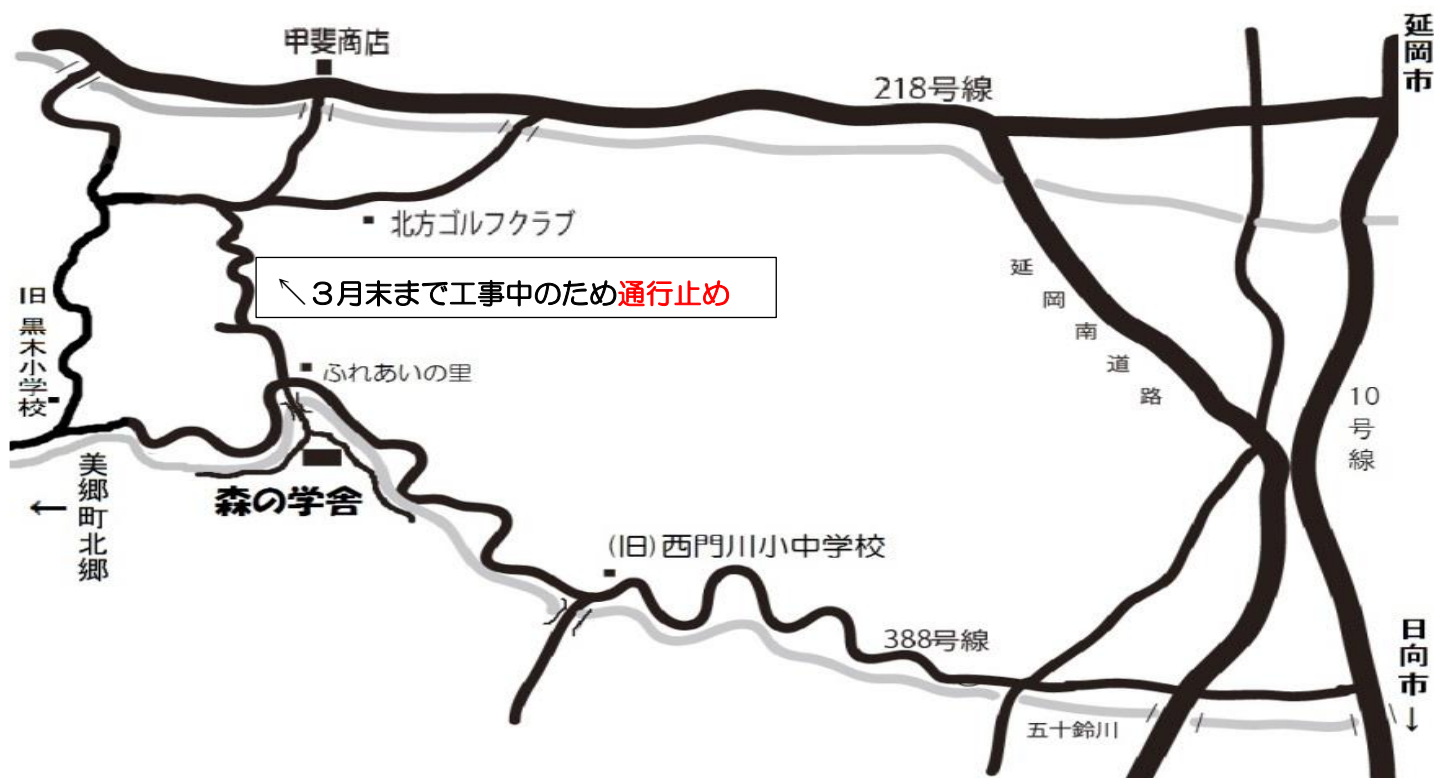 延岡市
甲斐商店
218号線
北方ゴルフクラブ
↖3月末まで工事中のため通行止め
延岡南道路
旧黒木小学校
ふれあいの里
10号線
美郷町北郷
←
森の学舎
(旧)西門川小中学校
388号線
日向市↓
五十鈴川